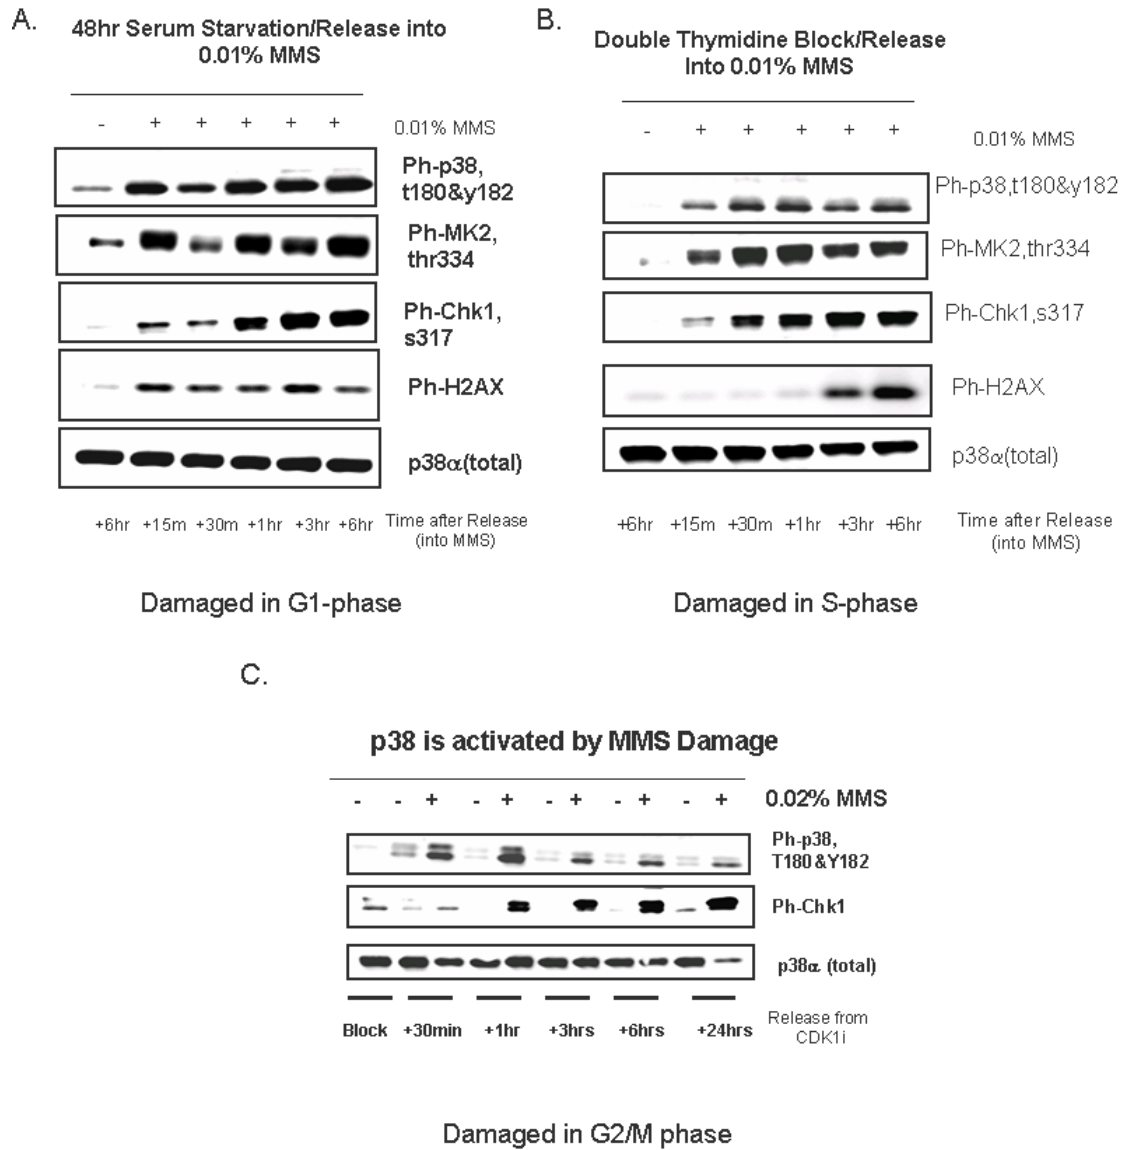 A.
48hr Serum Starvation/Release into
0.01% MMS
- + + + + + 0.01% MMS
Ph-p38,
t180&y182
Ph-MK2,
thr334
Ph-Chk1,
s317
Ph-H2AX
p38α(total)
+6hr +15m +30m +1hr +3hr +6hr Time after Release
(into MMS)
Damaged in G1-phase
B.
Double Thymidine Block/Release
Into 0.01% MMS
- + + + + +
0.01% MMS
Ph-p38,t180&y182
Ph-MK2,thr334
Ph-Chk1,s317
Ph-H2AX
p38α(total)
+6hr +15m +30m +1hr +3hr +6hr Time after Release
(into MMS)
Damaged in S-phase
C.
p38 is activated by MMS Damage
- - + - + - + - + - + 0.02% MMS
Ph-p38,
T180&Y182
Ph-Chk1
p38α (total)
Block +30min +1hr +3hrs +6hrs +24hrs
Release from
CDK1i
Damaged in G2/M phase